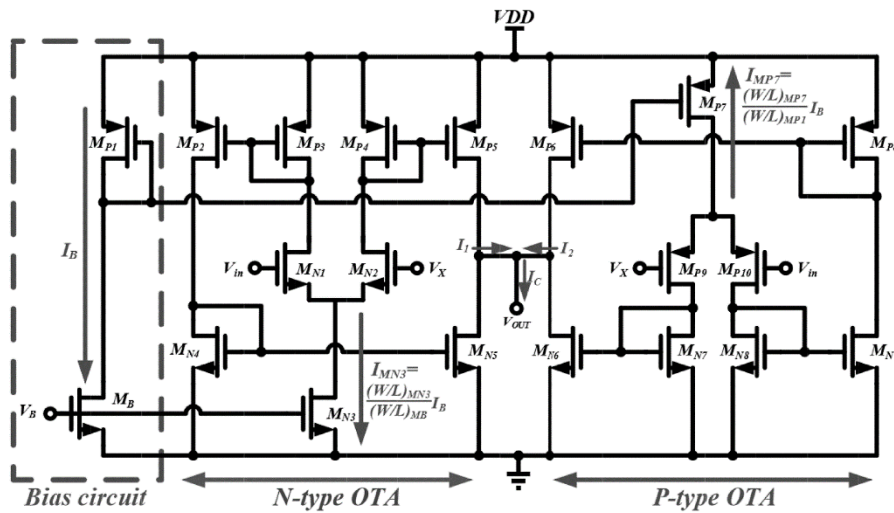 VDD
I_MP7=
(W/L)_MP7
(W/L)_MP1 I_B
M_P1
M_P2
M_P3
M_P4
M_P5
M_P6
M_P7
I_B
V_in
M_N1
M_N2
V_X
I_1
I_2
I_C
V_OUT
V_X
M_P9
M_P10
V_in
M_N4
M_N5
M_N6
M_N7
M_N8
M_N
I_MN3=
(W/L)_MN3
(W/L)_MB I_B
V_B
M_B
M_N3
Bias circuit
N-type OTA
P-type OTA